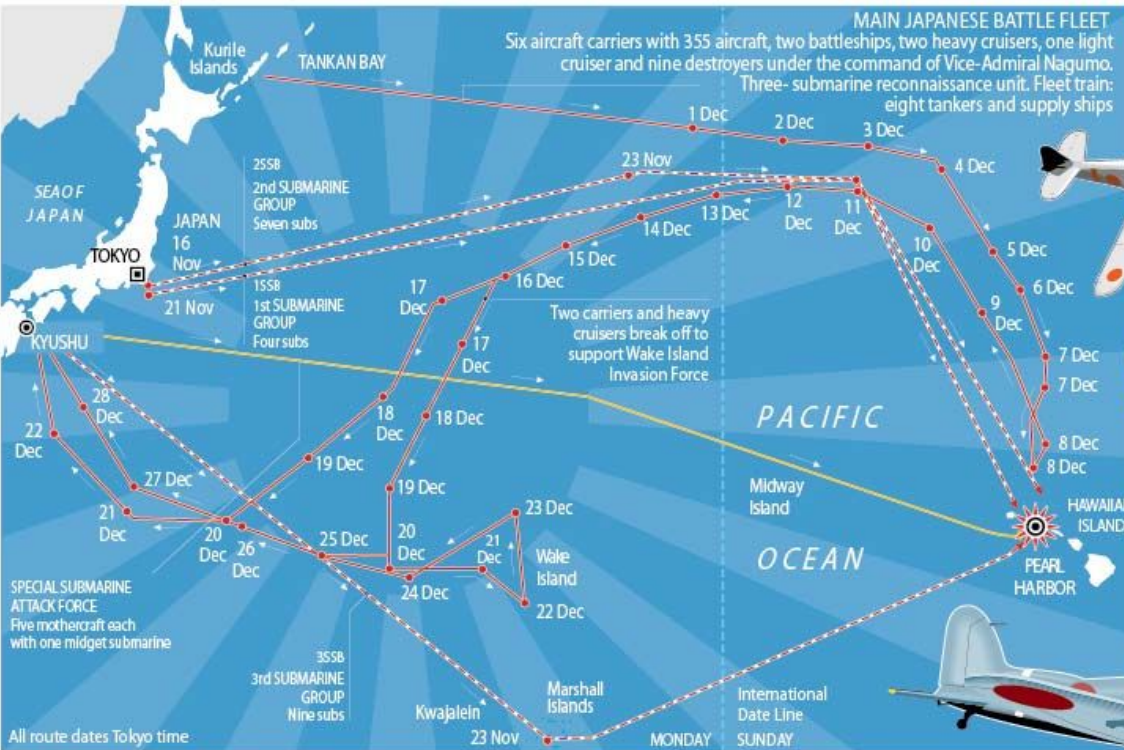 MAIN JAPANESE BATTLE FLEET
Six aircraft carriers with 355 aircraft, two battleships, two heavy cruisers, one light
cruiser and nine destroyers under the command of Vice-Admiral Nagumo.
Three- submarine reconnaissance unit. Fleet train:
eight tankers and supply ships
Kurile
Islands
TANKAN BAY
1 Dec
2 Dec
3 Dec
4 Dec
5 Dec
6 Dec
7 Dec
7 Dec
8 Dec
8 Dec
SEA OF
JAPAN
2SSB
2nd SUBMARINE
GROUP
Seven subs
23 Nov
JAPAN
16
Nov
TOKYO
21 Nov
1SSB
1st SUBMARINE
GROUP
Four subs
9
Dec
10
Dec
11
Dec
12
Dec
13 Dec
14 Dec
15 Dec
16 Dec
17
Dec
17
Dec
Two carriers and heavy
cruisers break off to
support Wake Island
Invasion Force
KYUSHU
28
Dec
22
Dec
18
Dec
18 Dec
PACIFIC
19 Dec
19 Dec
27 Dec
21
Dec
20
Dec
26
Dec
25 Dec
20
Dec
21
Dec
23 Dec
24 Dec
22 Dec
Wake
Island
Midway
Island
OCEAN
HAWAIIAN
ISLAND
PEARL
HARBOR
SPECIAL SUBMARINE
ATTACK FORCE
Five mothercraft each
with one midget submarine
3SSB
3rd SUBMARINE
GROUP
Nine subs
Kwajalein
Marshall
Islands
23 Nov
International
Date Line
MONDAY
SUNDAY
All route dates Tokyo time